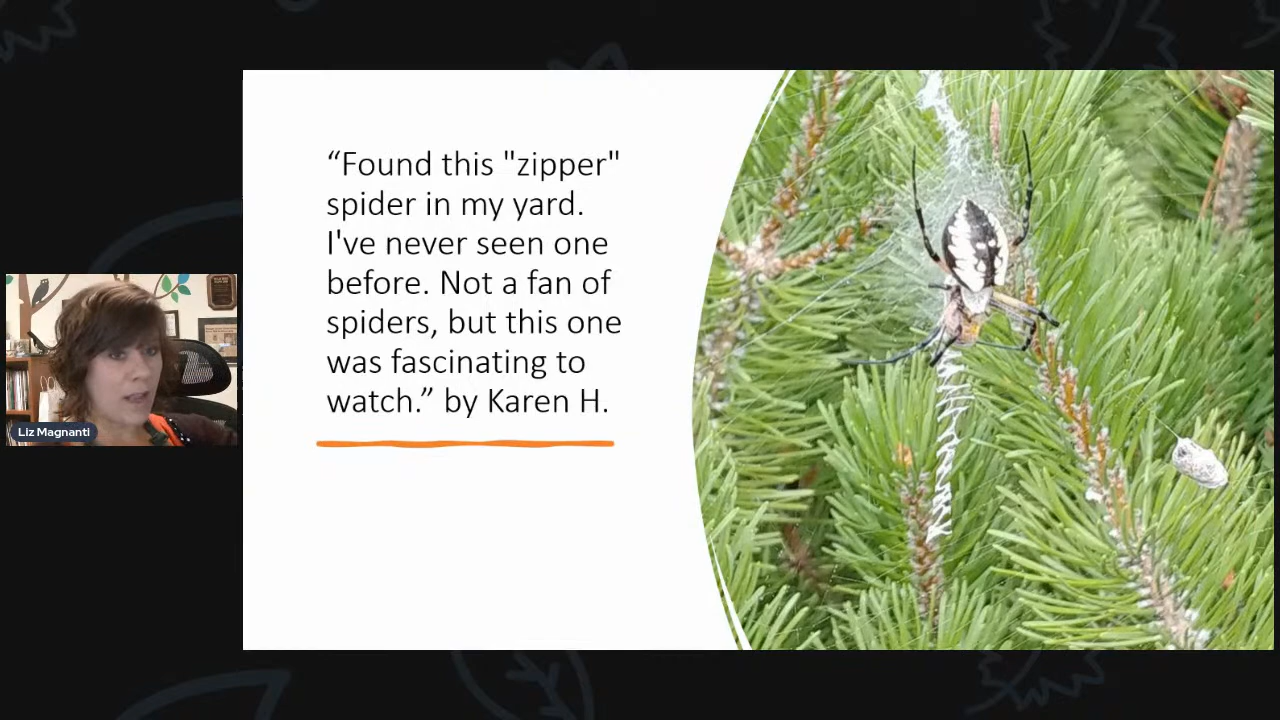 “Found this "zipper"
spider in my yard.
I've never seen one
before. Not a fan of
spiders, but this one
was fascinating to
watch.” by Karen H.
Liz Magnanti